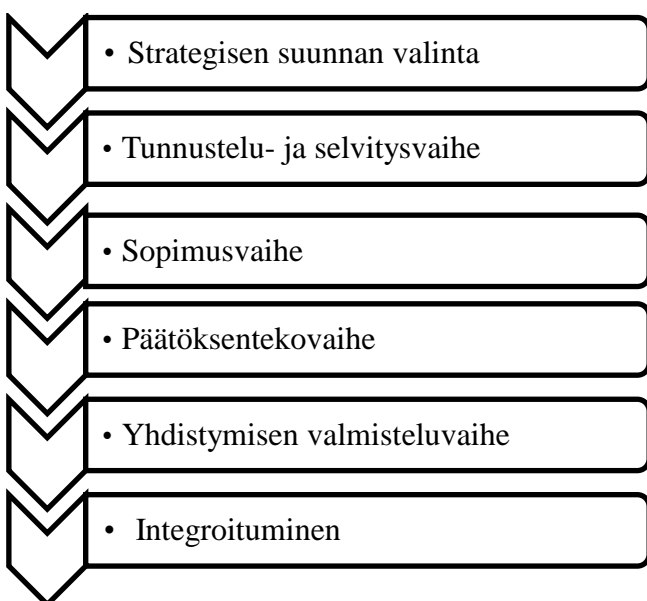 • Strategisen suunnan valinta
• Tunnustelu- ja selvitysvaihe
• Sopimusvaihe
• Päätöksentekovaihe
• Yhdistymisen valmisteluvaihe
• Integroituminen